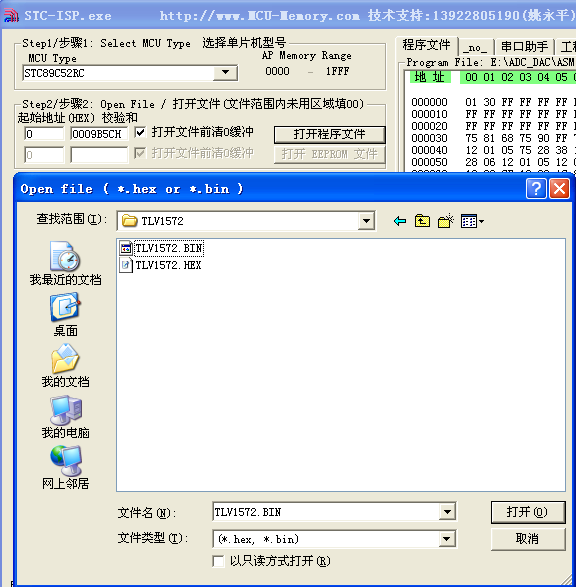 STC-ISP.exe http://www.MCU-Memory.com 技术支持:13922805190(姚永平)
Step1/步骤1: Select MCU Type 选择单片机型号
MCU Type AP Memory Range
STC89C52RC 0000 - 1FFF
Step2/步骤2: Open File / 打开文件(文件范围内未用区域填00)
起始地址(HEX) 校验和
0 0009B5CH 打开文件前清0缓冲 打开程序文件
0 打开文件前清0缓冲 打开 EEPROM 文件
程序文件 _no_ 串口助手
Program File: E:\ADC_DAC\ASM
地 址 00 01 02 03 04 05
000000 01 30 FF FF FF FF
000010 FF FF FF FF FF FF
000020 FF FF FF FF FF FF
000030 75 81 68 75 90 FF
000040 12 01 05 75 28 38
000050 28 06 12 01 05 12
Open file ( *.hex or *.bin )
查找范围(I): TLV1572
TLV1572.BIN
TLV1572.HEX
我最近的文档
桌面
我的文档
我的电脑
网上邻居
文件名(N): TLV1572.BIN 打开(O)
文件类型(T): (*.hex, *.bin) 取消
以只读方式打开(R)